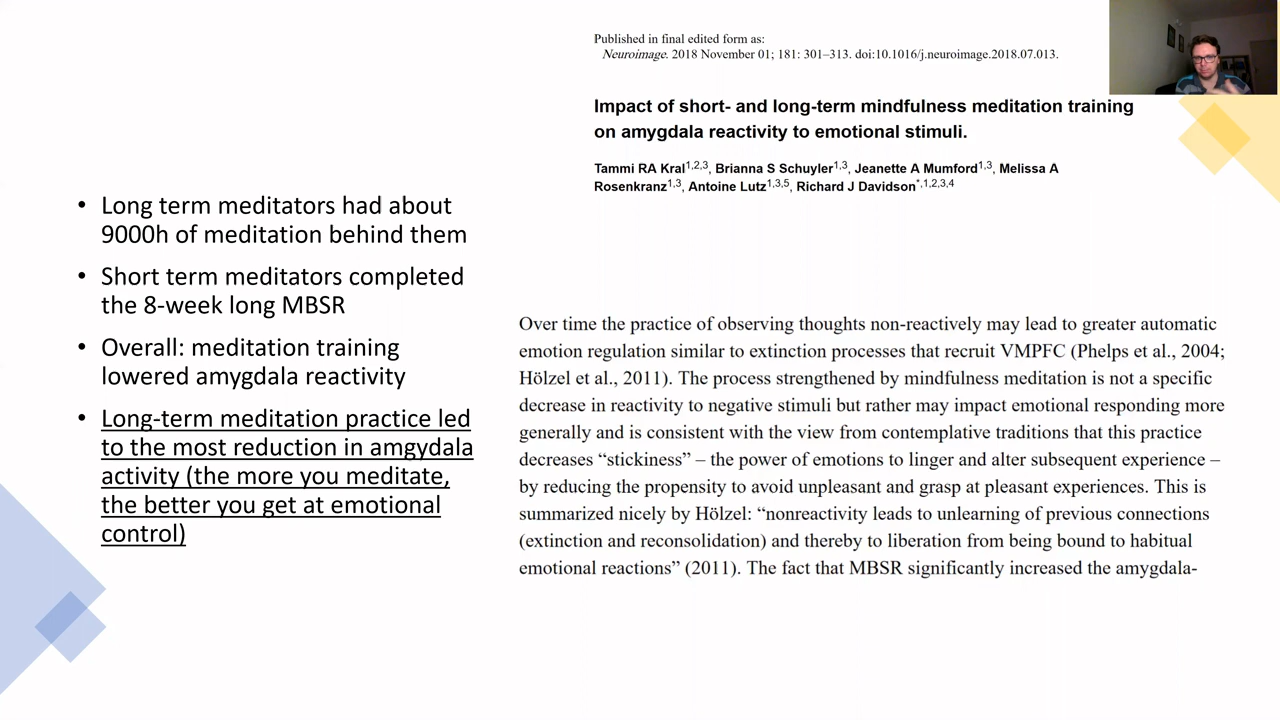 Published in final edited form as:
Neuroimage. 2018 November 01; 181: 301–313. doi:10.1016/j.neuroimage.2018.07.013.
Impact of short- and long-term mindfulness meditation training
on amygdala reactivity to emotional stimuli.
Tammi RA Kral1,2,3, Brianna S Schuyler1,3, Jeanette A Mumford1,3, Melissa A
Rosenkranz1,3, Antoine Lutz1,3,5, Richard J Davidson*,1,2,3,4
• Long term meditators had about
9000h of meditation behind them
• Short term meditators completed
the 8-week long MBSR
• Overall: meditation training
lowered amygdala reactivity
• Long-term meditation practice led
to the most reduction in amgydala
activity (the more you meditate,
the better you get at emotional
control)
Over time the practice of observing thoughts non-reactively may lead to greater automatic
emotion regulation similar to extinction processes that recruit VMPFC (Phelps et al., 2004;
Hölzel et al., 2011). The process strengthened by mindfulness meditation is not a specific
decrease in reactivity to negative stimuli but rather may impact emotional responding more
generally and is consistent with the view from contemplative traditions that this practice
decreases “stickiness” – the power of emotions to linger and alter subsequent experience –
by reducing the propensity to avoid unpleasant and grasp at pleasant experiences. This is
summarized nicely by Hölzel: “nonreactivity leads to unlearning of previous connections
(extinction and reconsolidation) and thereby to liberation from being bound to habitual
emotional reactions” (2011). The fact that MBSR significantly increased the amygdala-